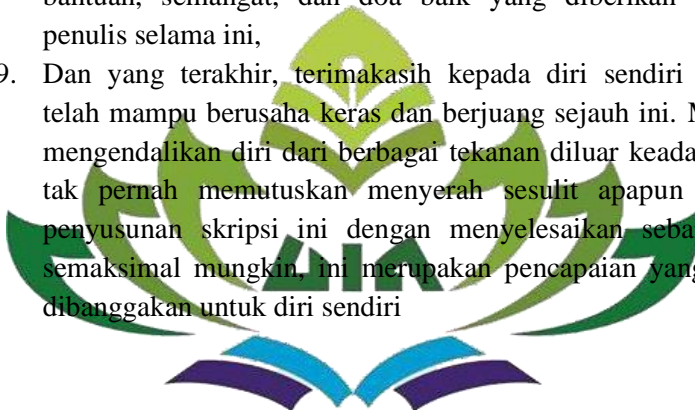 bantuan, semangat, dan doa baik yang diberikan
penulis selama ini,
9. Dan yang terakhir, terimakasih kepada diri sendiri
telah mampu berusaha keras dan berjuang sejauh ini.
mengendalikan diri dari berbagai tekanan diluar
tak pernah memutuskan menyerah sesulit apapun
penyusunan skripsi ini dengan menyelesaikan
semaksimal mungkin, ini merupakan pencapaian yang
dibanggakan untuk diri sendiri
UIN